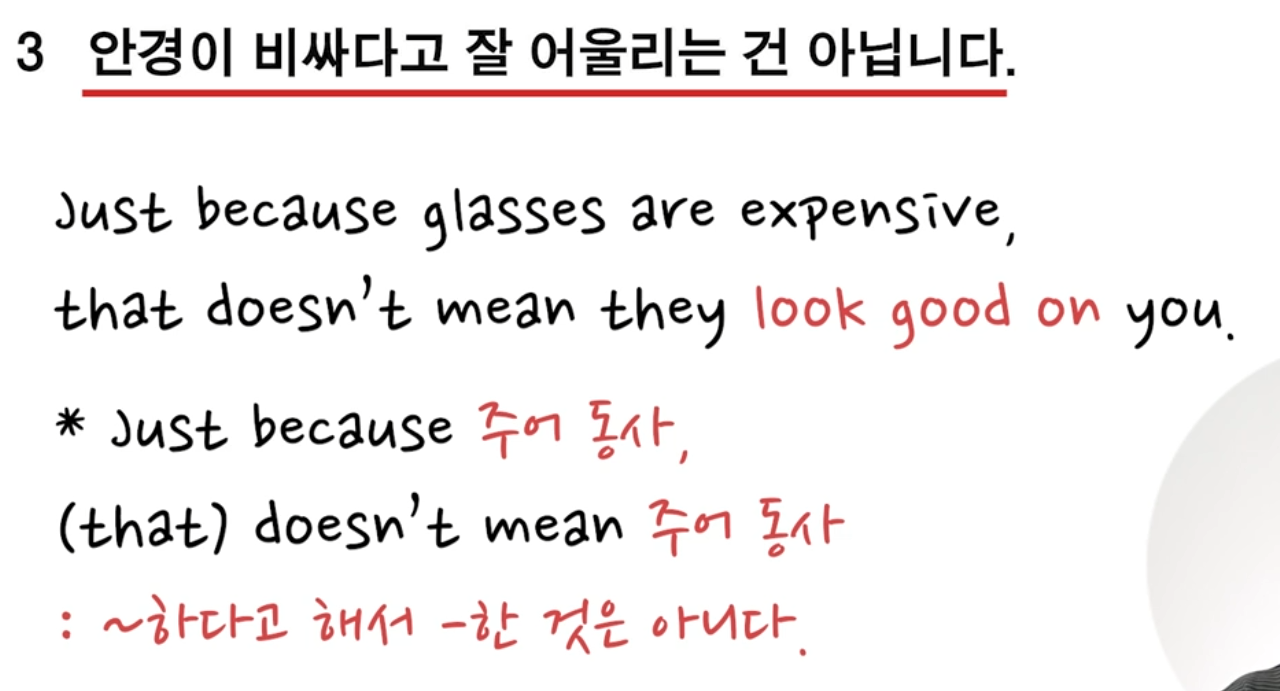 3 안경이 비싸다고 잘 어울리는 건 아닙니다.
Just because glasses are expensive,
that doesn't mean they look good on you.
* Just because 주어 동사,
(that) doesn't mean 주어 동사
: ~하다고 해서 -한 것은 아니다.